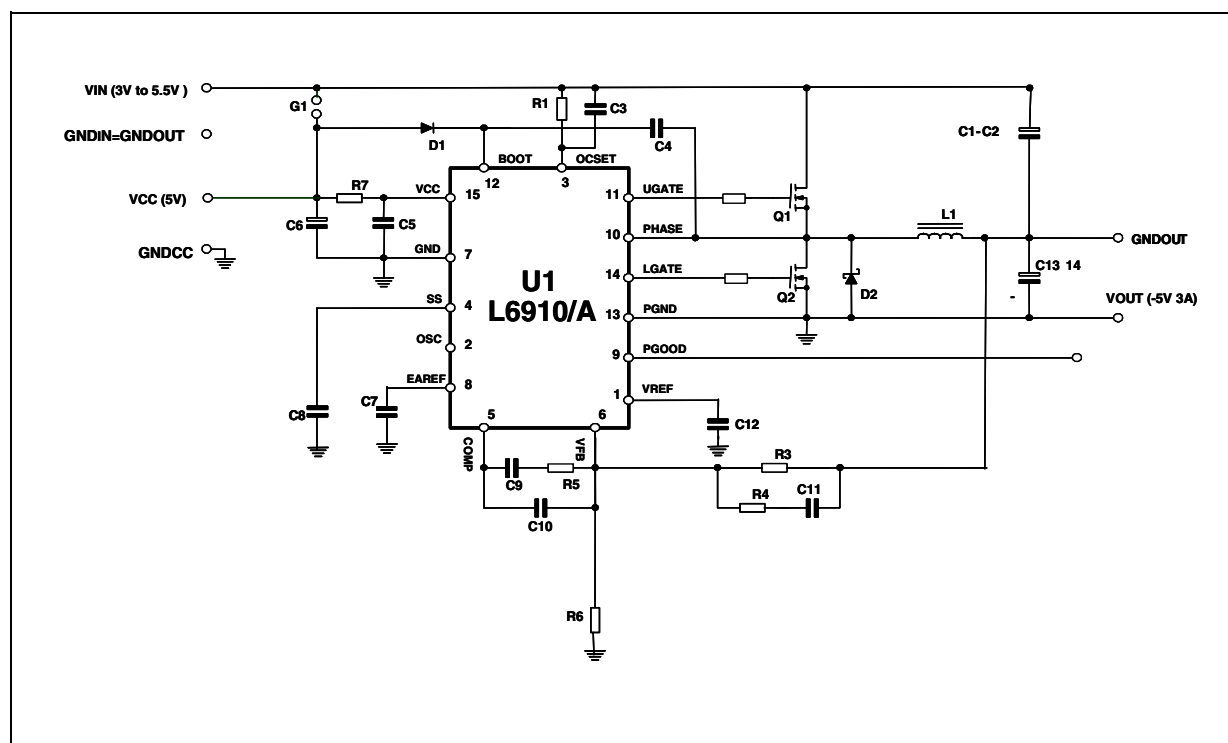 VIN (3V to 5.5V )
G1
R1
C3
GNDIN=GNDOUT
D1
C4
C1-C2
BOOT
OCSET
12
3
VCC (5V)
R7
VCC
15
11
UGATE
Q1
C6
C5
L1
GNDCC
GND
7
10
PHASE
GNDOUT
U1
L6910/A
14
LGATE
Q2
D2
C13 14
-
VOUT (-5V 3A)
SS
4
13
PGND
OSC
2
9
PGOOD
EAREF
8
1
VREF
C8
C7
5
6
C12
COMP
VFB
C9
R5
R3
C10
R4
C11
R6